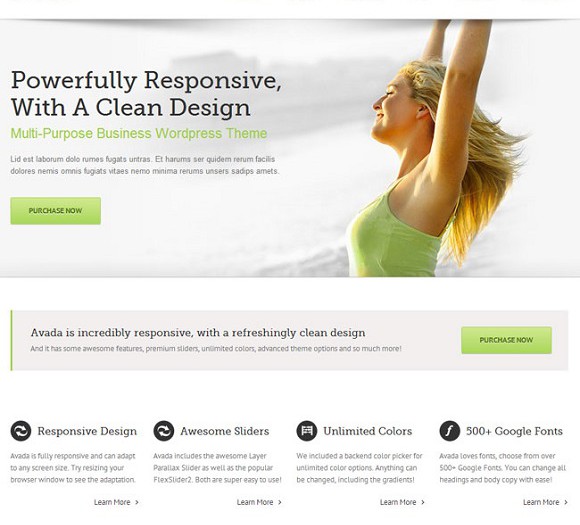 Powerfully Responsive,
With A Clean Design
Multi-Purpose Business Wordpress Theme
Lid est laborum dolo rumes fugats untras. Et harums ser quidem rerum facilis
dolores nemis omnis fugiats vitaes nemo minima rerums unsers sadips amets.
PURCHASE NOW
Avada is incredibly responsive, with a refreshingly clean design
And it has some awesome features, premium sliders, unlimited colors, advanced theme options and so much more!
PURCHASE NOW
Responsive Design
Avada is fully responsive and can adapt
to any screen size. Try resizing your
browser window to see the adaptation.
Learn More
Awesome Sliders
Avada includes the awesome Layer
Parallax Slider as well as the popular
FlexSlider2. Both are super easy to use!
Learn More
Unlimited Colors
We included a backend color picker for
unlimited color options. Anything can
be changed, including the gradients!
Learn More
500+ Google Fonts
Avada loves fonts, choose from over
500+ Google Fonts. You can change all
headings and body copy with ease!
Learn More